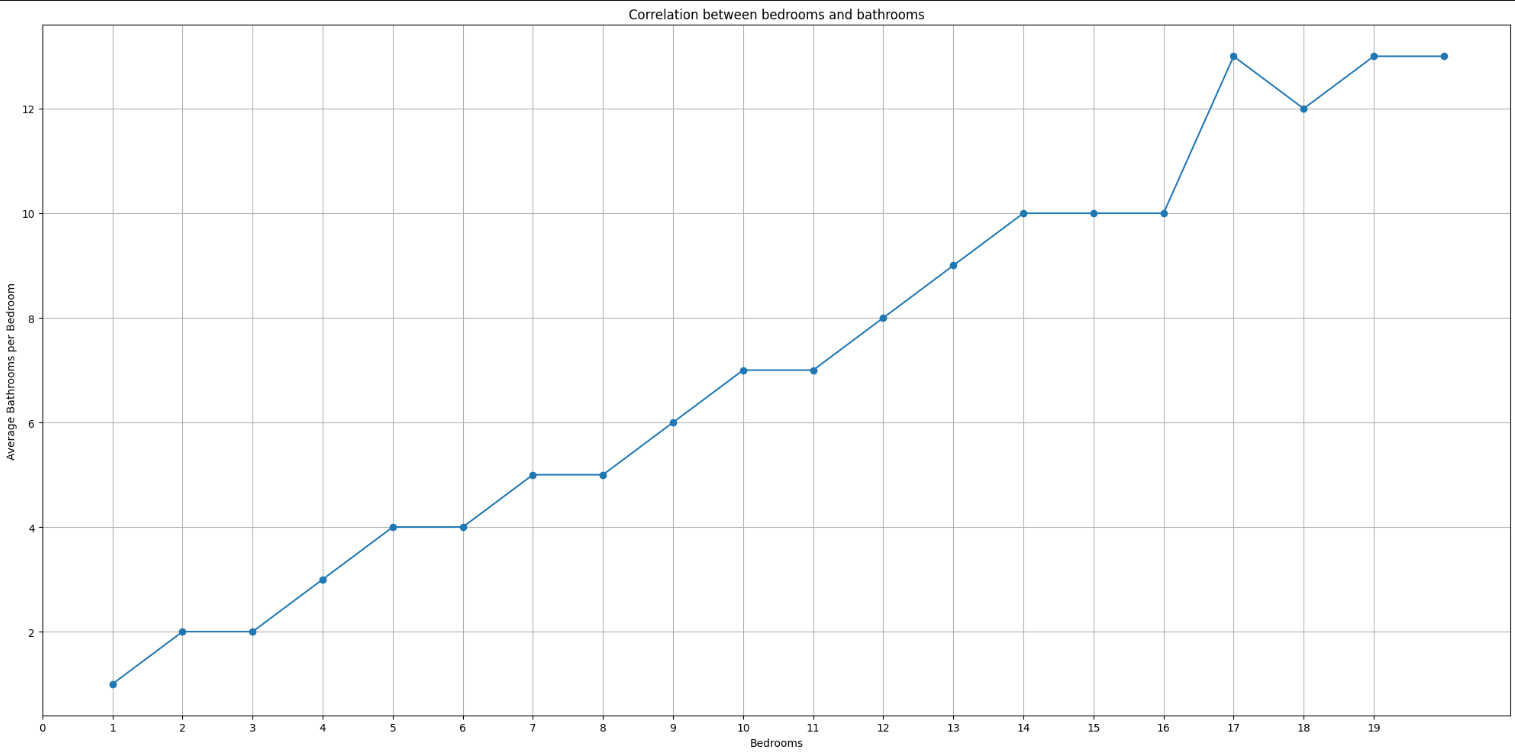 Correlation between bedrooms and bathrooms
Average Bathrooms per Bedroom
12
10
8
6
4
2
0 1 2 3 4 5 6 7 8 9 10 11 12 13 14 15 16 17 18 19
Bedrooms